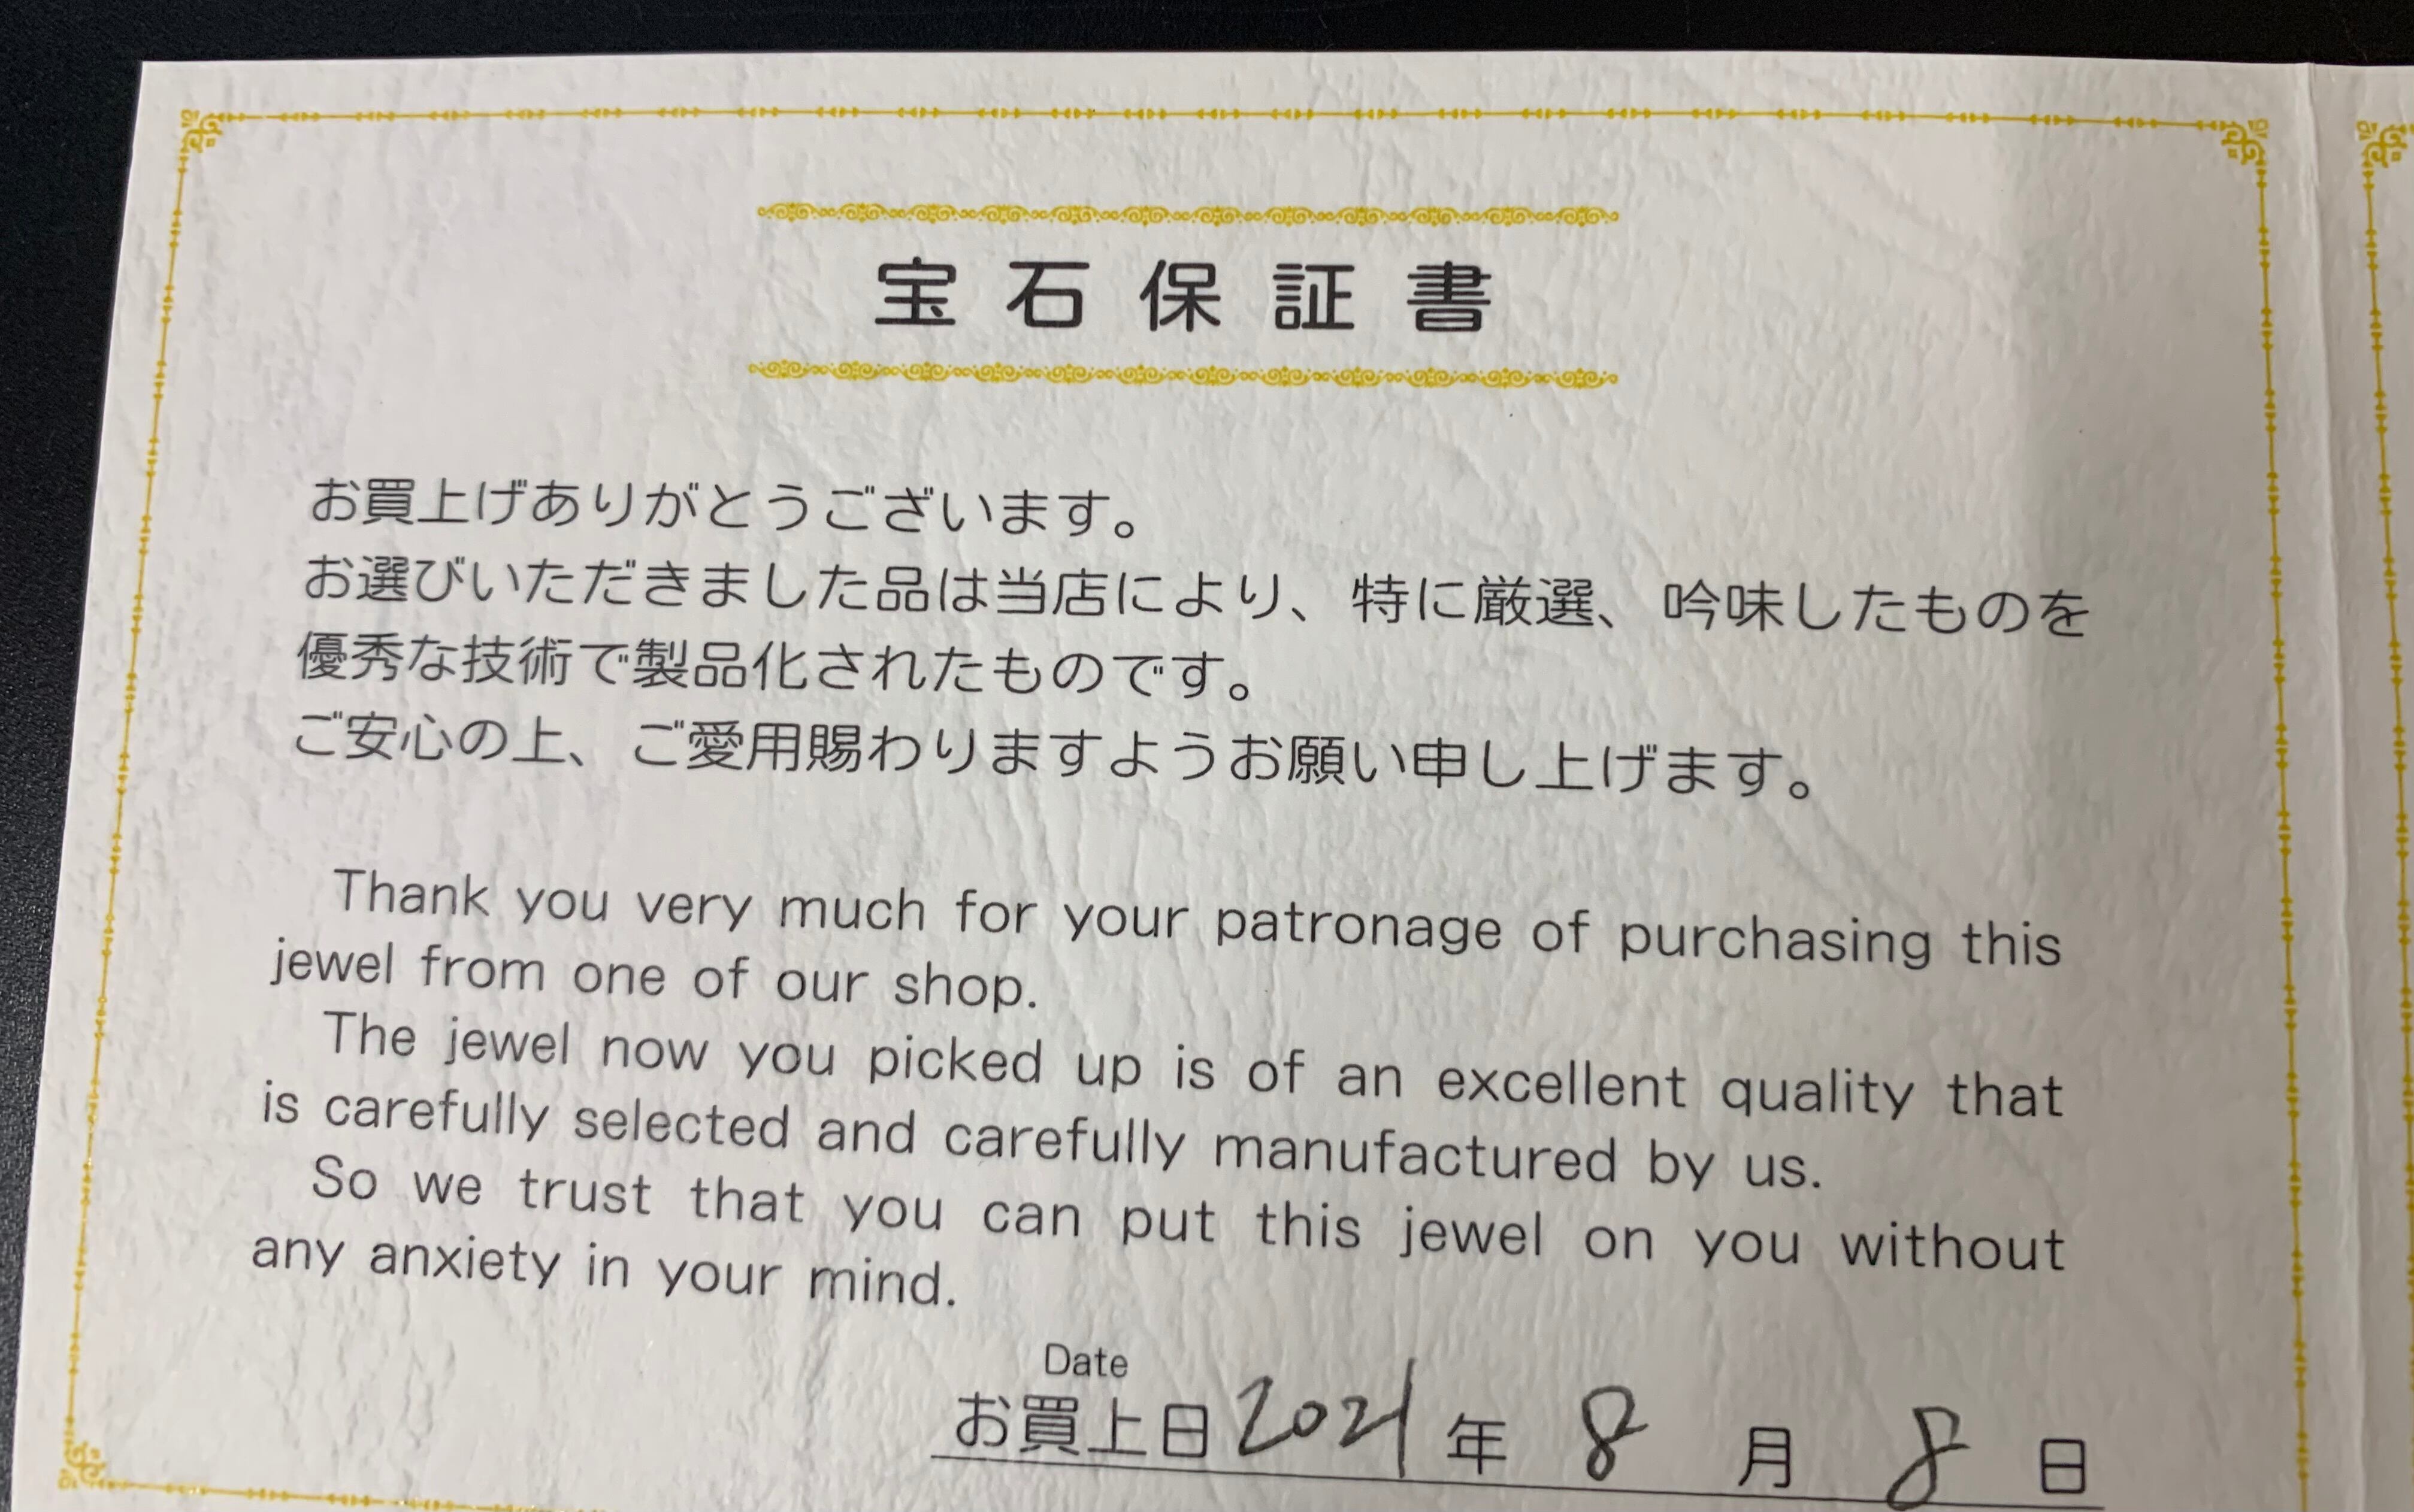 宝石保証書
お買上げありがとうございます。
お選びいただきました品は当店により、特に厳選、吟味したものを
優秀な技術で製品化されたものです。
ご安心の上、ご愛用賜わりますようお願い申し上げます。
Thank you very much for your patronage of purchasing this
jewel from one of our shop.
The jewel now you picked up is of an excellent quality that
is carefully selected and carefully manufactured by us.
So we trust that you can put this jewel on you without
any anxiety in your mind.
Date
お買上日 2021 年 8 月 8 日